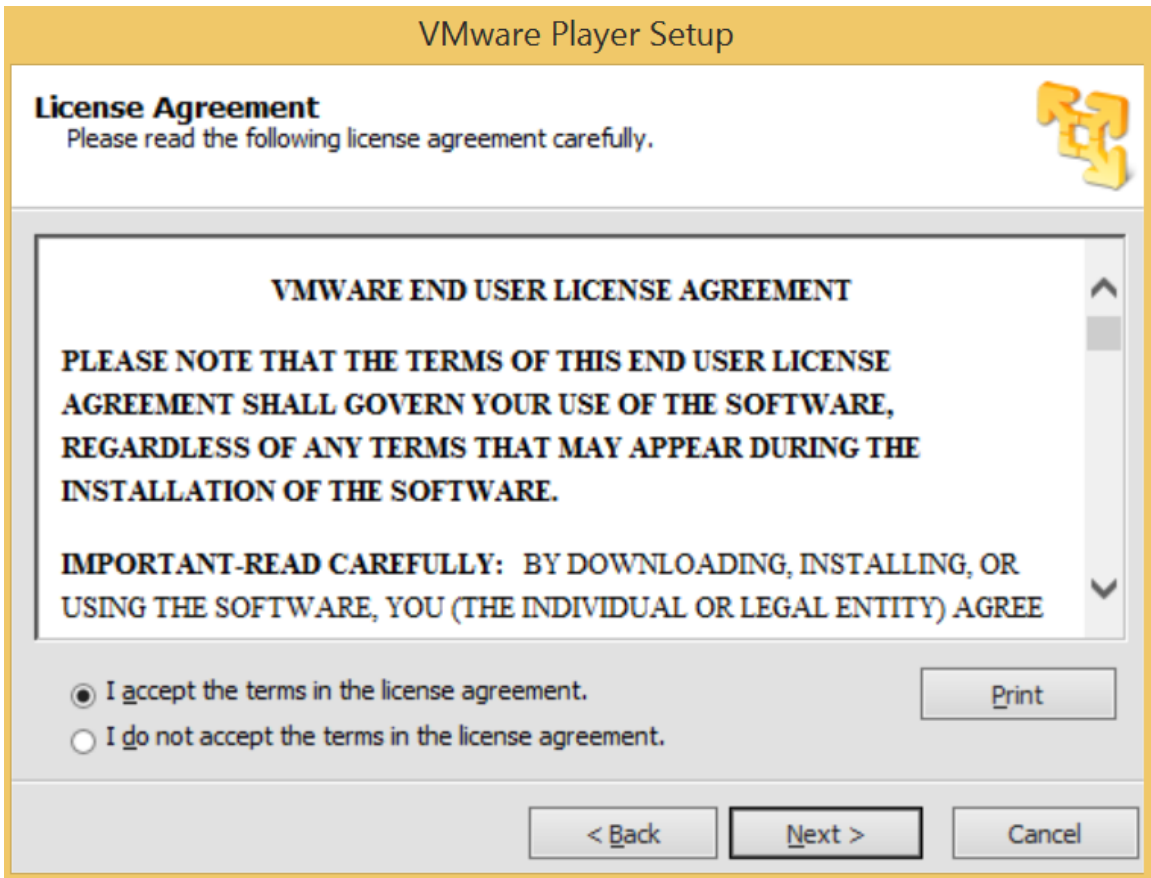 VMware Player Setup
License Agreement
Please read the following license agreement carefully.
VMWARE END USER LICENSE AGREEMENT
PLEASE NOTE THAT THE TERMS OF THIS END USER LICENSE
AGREEMENT SHALL GOVERN YOUR USE OF THE SOFTWARE,
REGARDLESS OF ANY TERMS THAT MAY APPEAR DURING THE
INSTALLATION OF THE SOFTWARE.
IMPORTANT-READ CAREFULLY: BY DOWNLOADING, INSTALLING, OR
USING THE SOFTWARE, YOU (THE INDIVIDUAL OR LEGAL ENTITY) AGREE
I accept the terms in the license agreement.
Print
I do not accept the terms in the license agreement.
< Back
Next >
Cancel